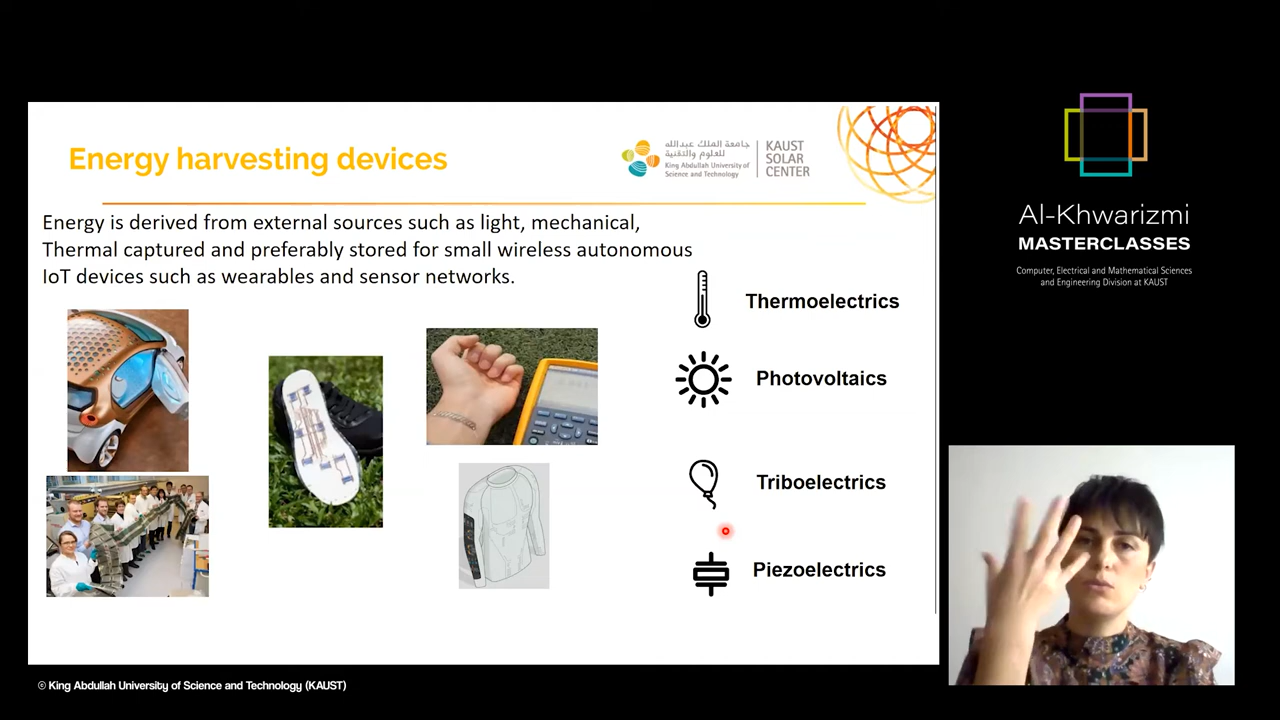 Energy harvesting devices
جامعة الملك عبدالله
للعلوم والتقنية
King Abdullah University of
Science and Technology
KAUST
SOLAR
CENTER
Energy is derived from external sources such as light, mechanical,
Thermal captured and preferably stored for small wireless autonomous
IoT devices such as wearables and sensor networks.
Thermoelectrics
Photovoltaics
Triboelectrics
Piezoelectrics
Al-Khwarizmi
MASTERCLASSES
Computer, Electrical and Mathematical Sciences
and Engineering Division at KAUST
© King Abdullah University of Science and Technology (KAUST)